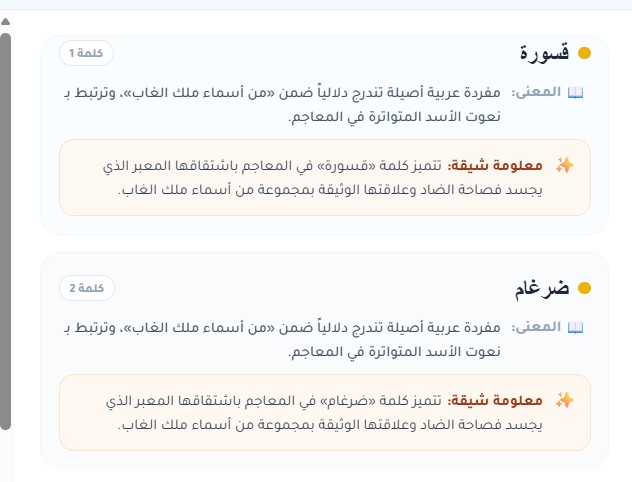 قسورة
كلمة 1
المعنى: مفردة عربية أصيلة تندرج دلالياً ضمن «من أسماء ملك الغاب»، وترتبط بـ
نعوت الأسد المتواترة في المعاجم.
معلومة شيقة: تتميز كلمة «قسورة» في المعاجم باشتقاقها المعبر الذي
يجسد فصاحة الضاد وعلاقتها الوثيقة بمجموعة من أسماء ملك الغاب.
ضرغام
كلمة 2
المعنى: مفردة عربية أصيلة تندرج دلالياً ضمن «من أسماء ملك الغاب»، وترتبط بـ
نعوت الأسد المتواترة في المعاجم.
معلومة شيقة: تتميز كلمة «ضرغام» في المعاجم باشتقاقها المعبر الذي
يجسد فصاحة الضاد وعلاقتها الوثيقة بمجموعة من أسماء ملك الغاب.